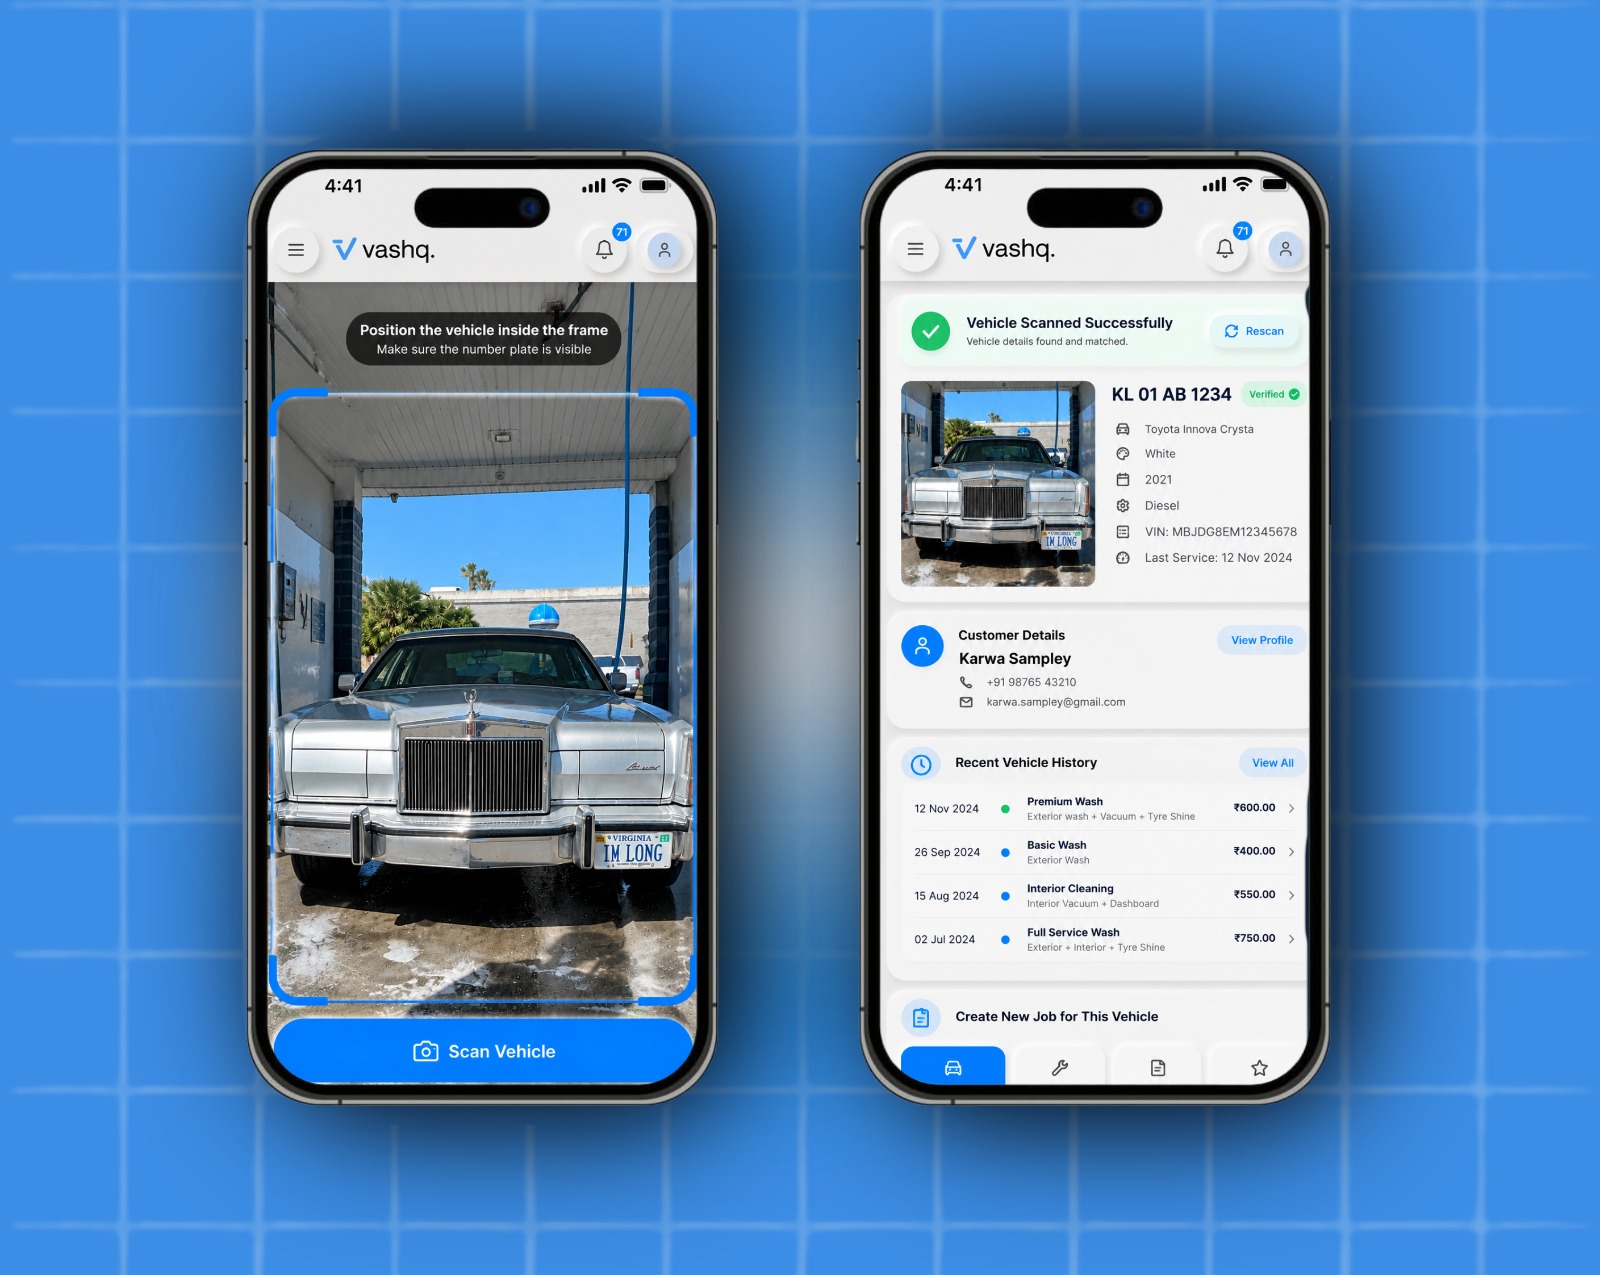 4:41
vashq.
71
Position the vehicle inside the frame
Make sure the number plate is visible
VIRGINIA
IM LONG
Scan Vehicle
4:41
vashq.
71
Vehicle Scanned Successfully
Vehicle details found and matched.
Rescan
IM LONG
KL 01 AB 1234
Verified
Toyota Innova Crysta
White
2021
Diesel
VIN: MBJDG8EM12345678
Last Service: 12 Nov 2024
Customer Details
View Profile
Karwa Sampley
+91 98765 43210
karwa.sampley@gmail.com
Recent Vehicle History
View All
12 Nov 2024 Premium Wash ₹600.00
Exterior wash + Vacuum + Tyre Shine
26 Sep 2024 Basic Wash ₹400.00
Exterior Wash
15 Aug 2024 Interior Cleaning ₹550.00
Interior Vacuum + Dashboard
02 Jul 2024 Full Service Wash ₹750.00
Exterior + Interior + Tyre Shine
Create New Job for This Vehicle